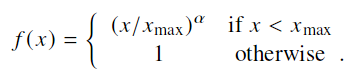 f(x) = { (x/x_max)^α if x < x_max
1 otherwise .